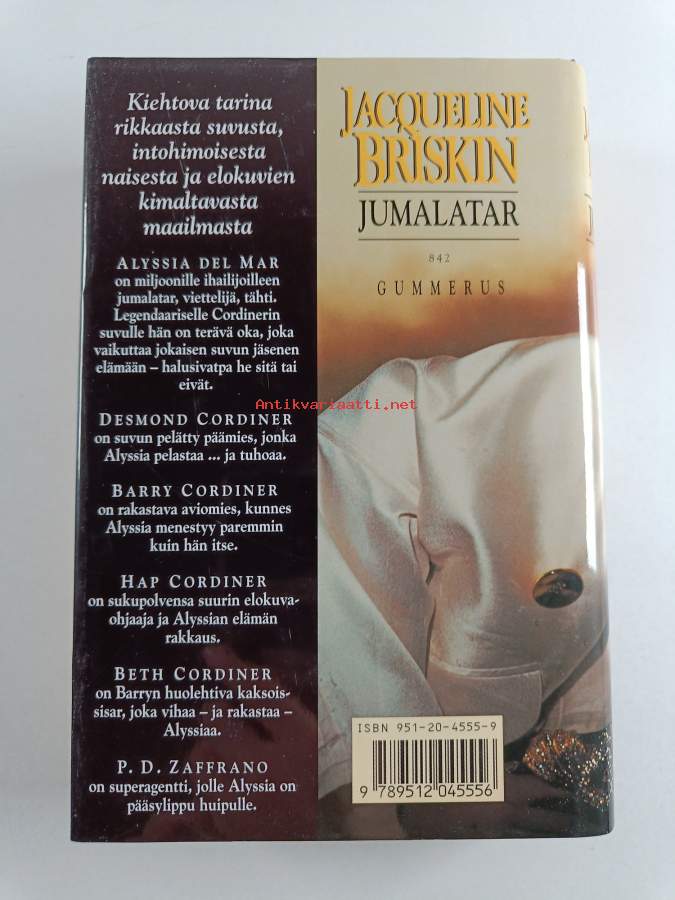 Kiehtova tarina
rikkaasta suvusta,
intohimoisesta
naisesta ja elokuvien
kimaltavasta
maailmasta
ALYSSIA DEL MAR
on miljoonille ihailijoilleen
jumalatar, viettelijä, tähti.
Legendaariselle Cordinerin
suvulle hän on terävä oka, joka
vaikuttaa jokaisen suvun jäsenen
elämään – halusivatpa he sitä tai
eivät.
DESMOND CORDINER
on suvun pelätty päämies, jonka
Alyssia pelastaa ... ja tuhoaa.
BARRY CORDINER
on rakastava aviomies, kunnes
Alyssia menestyy paremmin
kuin hän itse.
HAP CORDINER
on sukupolvensa suurin elokuva-
ohjaaja ja Alyssian elämän
rakkaus.
BETH CORDINER
on Barryn huolehtiva kaksois-
sisar, joka vihaa – ja rakastaa –
Alyssiaa.
P. D. ZAFFRANO
on superagentti, jolle Alyssia on
pääsylippu huipulle.
JACQUELINE
BRISKIN
JUMALATAR
842
GUMMERUS
Antikvariaatti.net
ISBN 951-20-4555-9
9 789512 045556